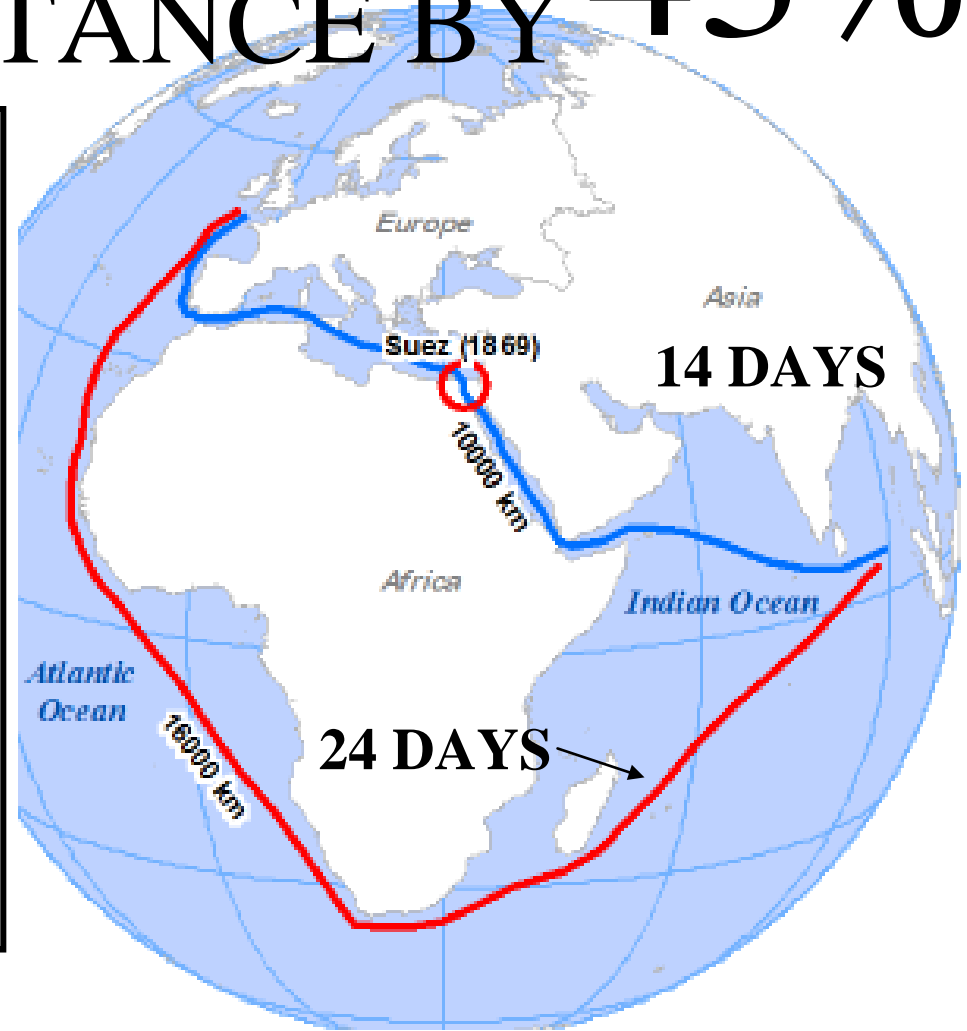 TANCE BY 43%
Europe
Asia
Suez (1869)
14 DAYS
10000 km
Africa
Indian Ocean
Atlantic
Ocean
16000 km
24 DAYS